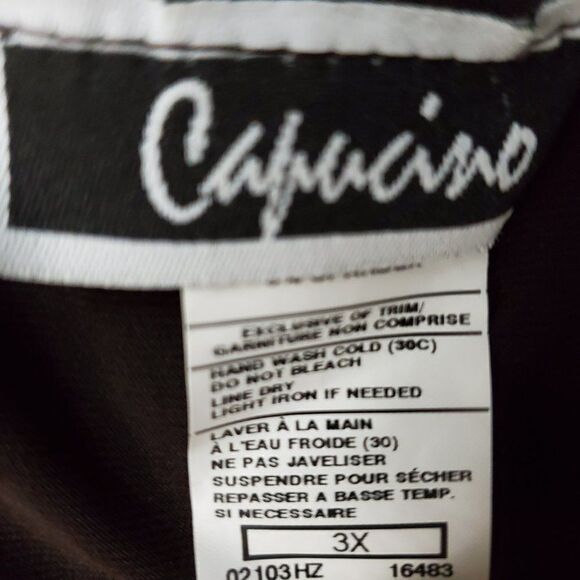 Capucino
EXCLUSIVE OF TRIM/
GARNITURE NON COMPRISE
HAND WASH COLD (30C)
DO NOT BLEACH
LINE DRY
LIGHT IRON IF NEEDED
LAVER À LA MAIN
À L'EAU FROIDE (30)
NE PAS JAVELISER
SUSPENDRE POUR SÉCHER
REPASSER A BASSE TEMP.
SI NECESSAIRE
3X
02103HZ 16483